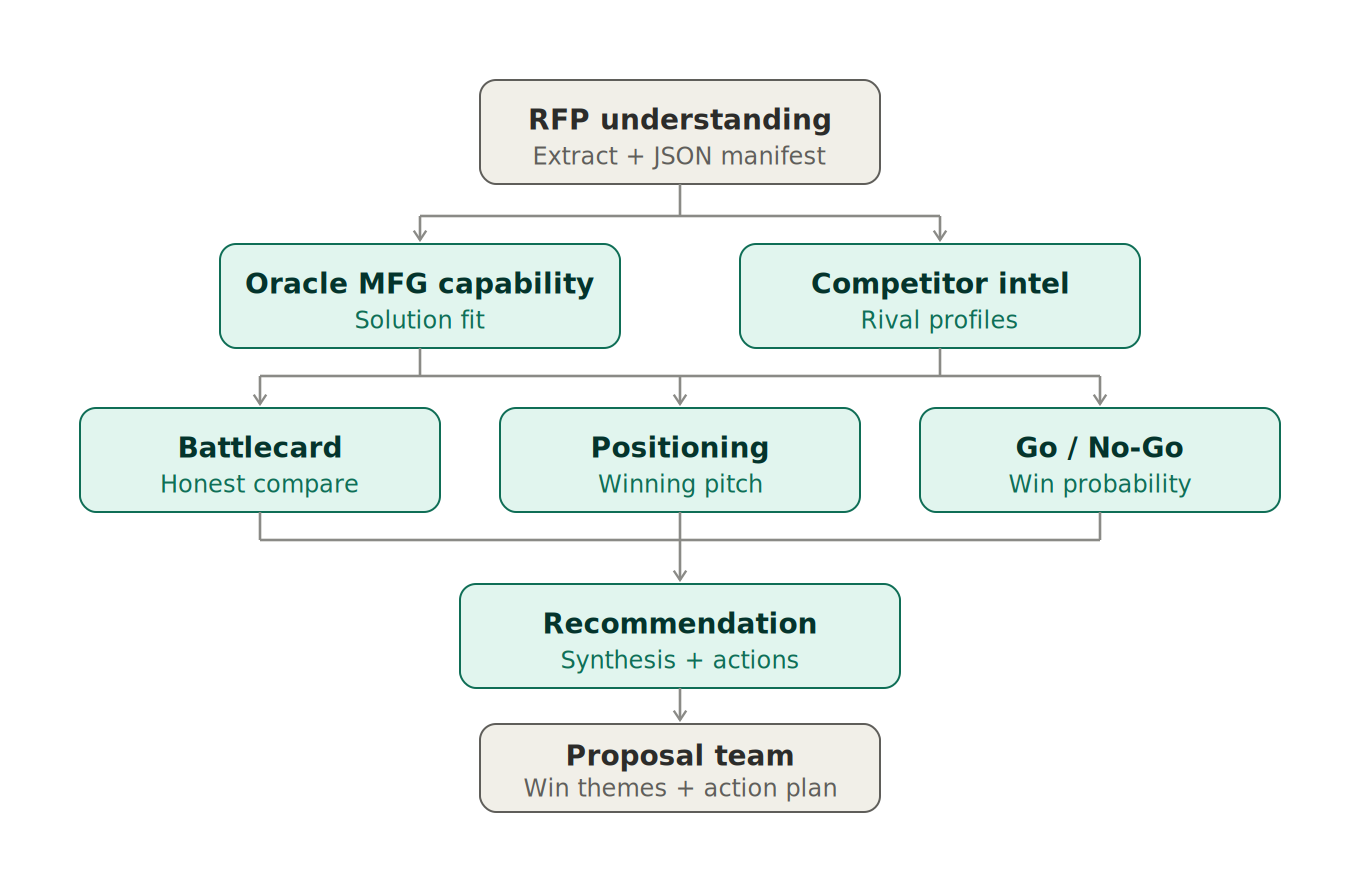 RFP understanding
Extract + JSON manifest
Oracle MFG capability
Solution fit
Competitor intel
Rival profiles
Battlecard
Honest compare
Positioning
Winning pitch
Go / No-Go
Win probability
Recommendation
Synthesis + actions
Proposal team
Win themes + action plan